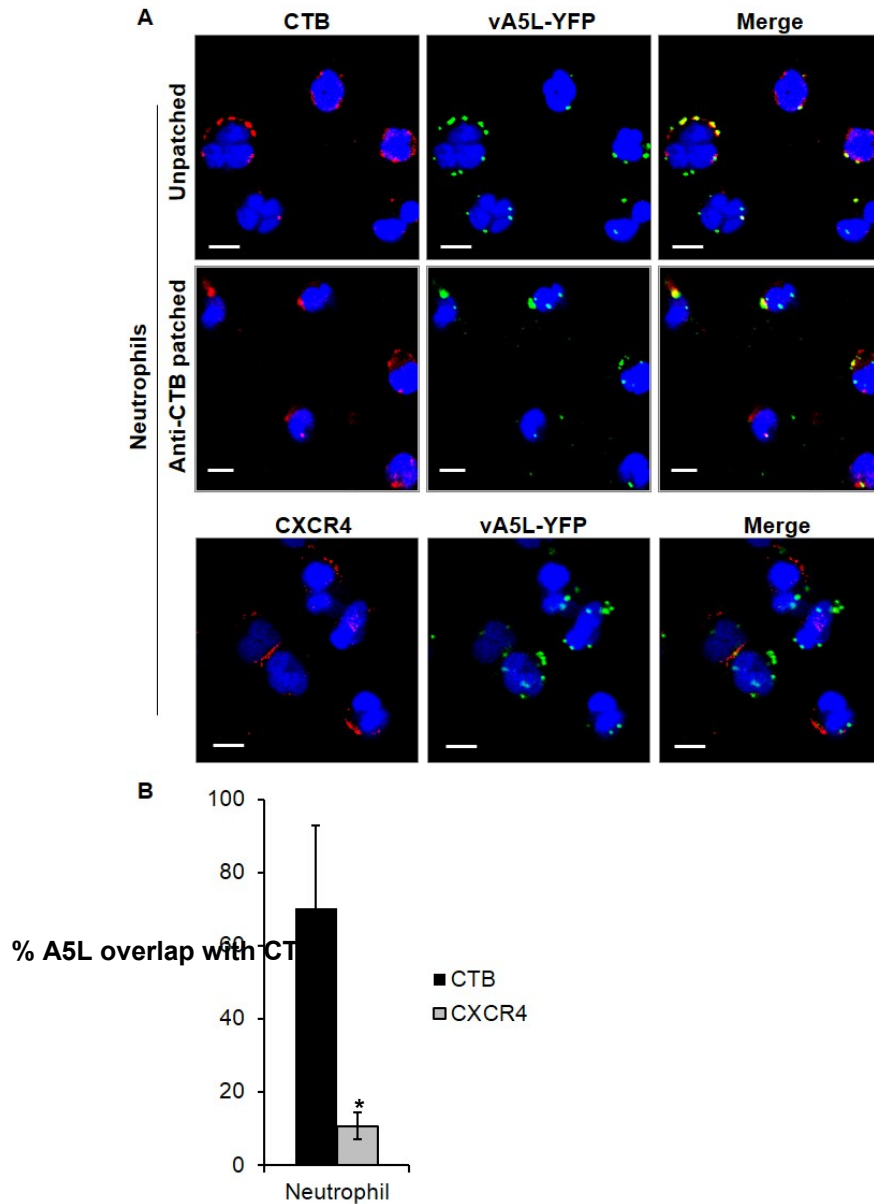 A
CTB
vA5L-YFP
Merge
Neutrophils
Unpatched
Anti-CTB patched
CXCR4
vA5L-YFP
Merge
B
% A5L overlap with CT
100
80
60
40
20
0
CTB
CXCR4
*
Neutrophil